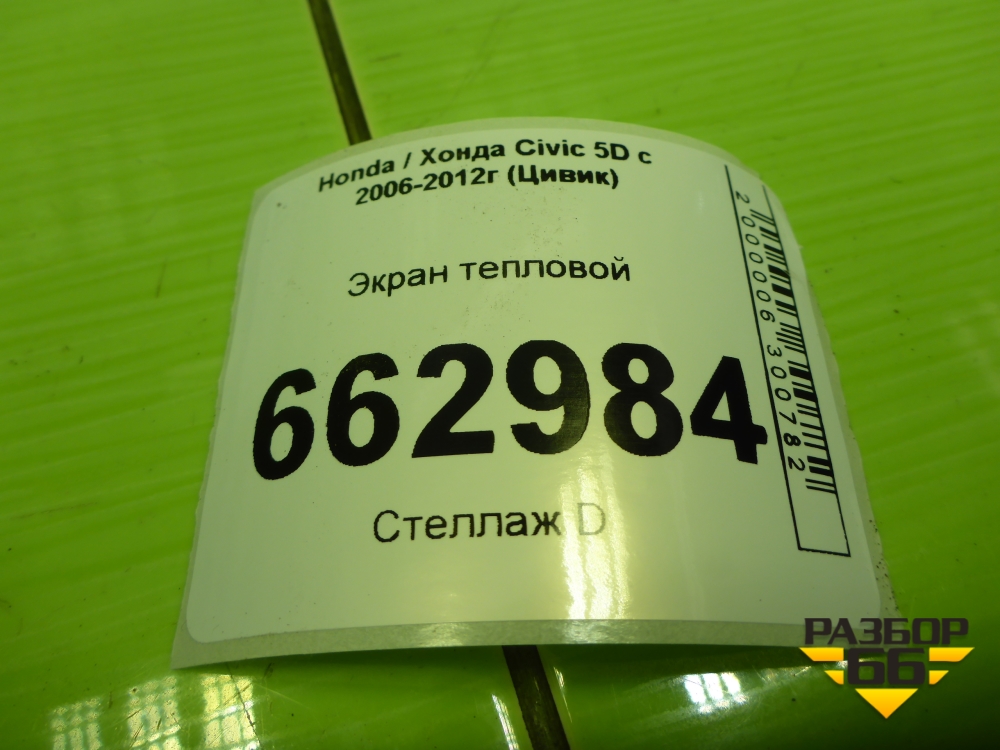 Honda / Хонда Civic 5D с
2006-2012г (Цивик)
Экран тепловой
662984
Стеллаж D
2000006300782
РАЗБОР
66